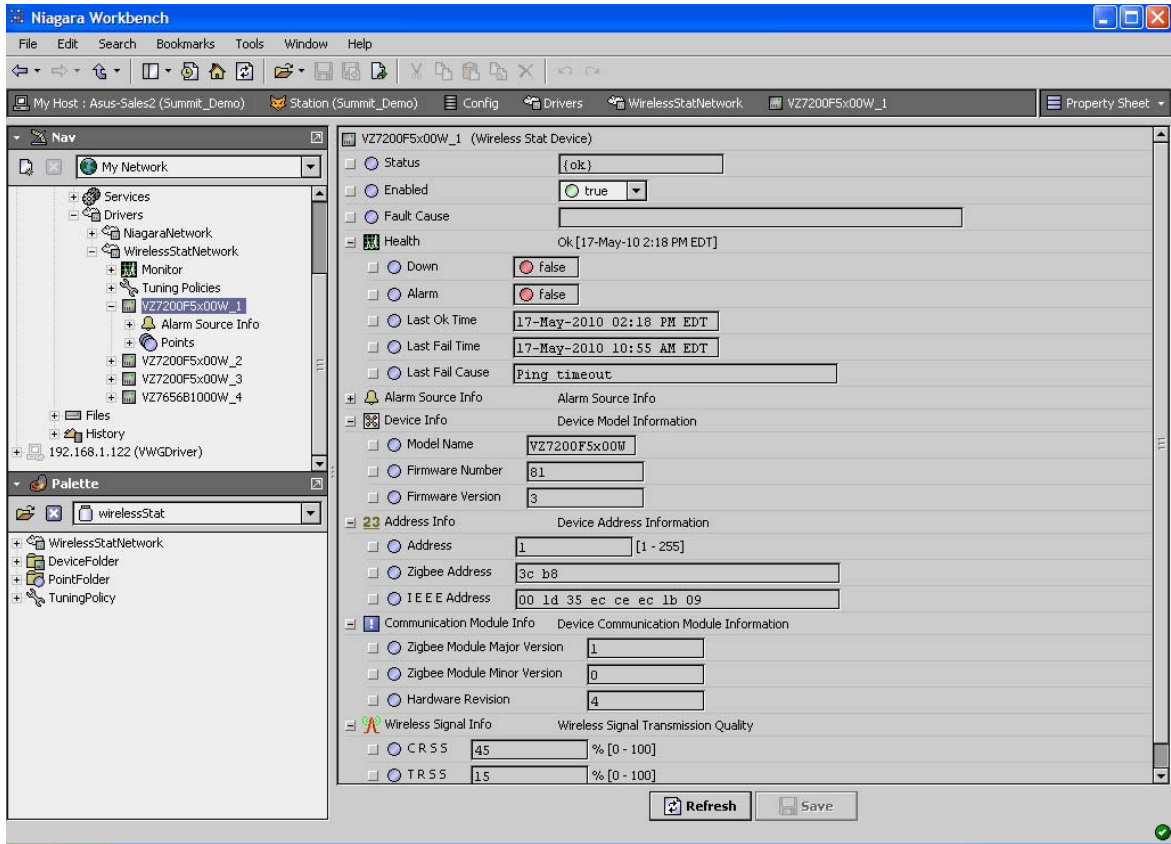 Niagara Workbench
File Edit Search Bookmarks Tools Window Help
My Host : Asus-Sales2 (Summit_Demo) Station (Summit_Demo) Config Drivers WirelessStatNetwork VZ7200F5x00W_1 Property Sheet
Nav
My Network
Services
Drivers
NiagaraNetwork
WirelessStatNetwork
Monitor
Tuning Policies
VZ7200F5x00W_1
Alarm Source Info
Points
VZ7200F5x00W_2
VZ7200F5x00W_3
VZ7656B1000W_4
Files
History
192.168.1.122 (VWGDriver)
Palette
wirelessStat
WirelessStatNetwork
DeviceFolder
PointFolder
TuningPolicy
VZ7200F5x00W_1 (Wireless Stat Device)
Status {ok}
Enabled true
Fault Cause
Health Ok [17-May-10 2:18 PM EDT]
Down false
Alarm false
Last Ok Time 17-May-2010 02:18 PM EDT
Last Fail Time 17-May-2010 10:55 AM EDT
Last Fail Cause Ping timeout
Alarm Source Info Alarm Source Info
Device Info Device Model Information
Model Name VZ7200F5x00W
Firmware Number 81
Firmware Version 3
23 Address Info Device Address Information
Address 1 [1 - 255]
Zigbee Address 3c b8
I E E E Address 00 1d 35 ec ce ec 1b 09
Communication Module Info Device Communication Module Information
Zigbee Module Major Version 1
Zigbee Module Minor Version 0
Hardware Revision 4
Wireless Signal Info Wireless Signal Transmission Quality
C R S S 45 % [0 - 100]
T R S S 15 % [0 - 100]
Refresh Save